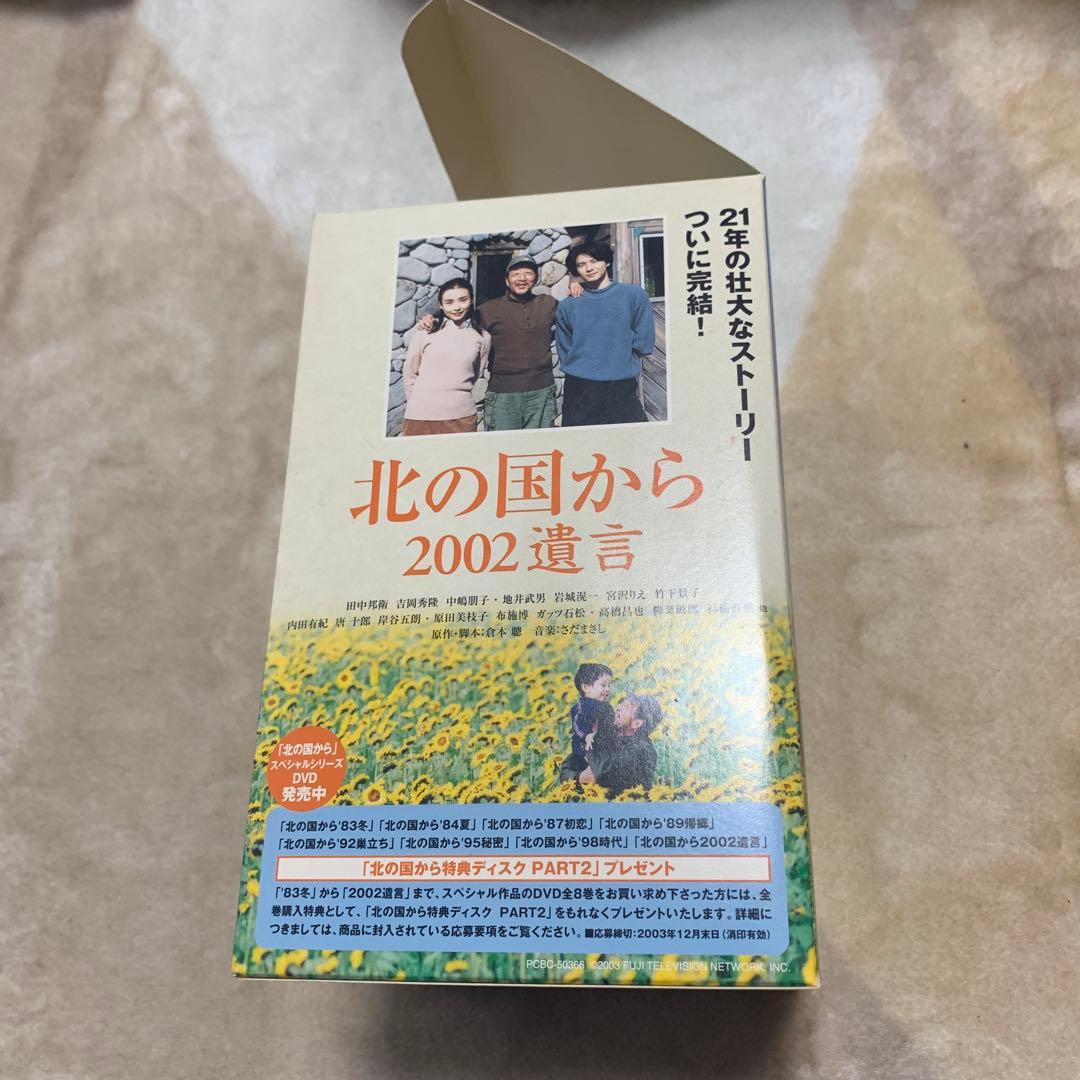 21年の壮大なストーリー
ついに完結!
北の国から
2002遺言
田中邦衛 吉岡秀隆 中嶋朋子・地井武男 岩城滉一 宮沢りえ 竹下景子
内田有紀 唐 十郎 岸谷五朗・原田美枝子 布施博 ガッツ石松・高橋昌也 柳葉敏郎 杉浦直樹 他
原作・脚本:倉本 聰 音楽:さだまさし
「北の国から」
スペシャルシリーズ
DVD
発売中
「北の国から'83冬」「北の国から'84夏」「北の国から'87初恋」「北の国から'89帰郷」
「北の国から'92巣立ち」「北の国から'95秘密」「北の国から'98時代」「北の国から2002遺言」
「北の国から特典ディスク PART2」プレゼント
「'83冬」から「2002遺言」まで、スペシャル作品のDVD全8巻をお買い求め下さった方には、全
巻購入特典として、「北の国から特典ディスク PART2」をもれなくプレゼントいたします。詳細に
つきましては、商品に封入されている応募要項をご覧ください。■応募締切:2003年12月末日(消印有効)
PCBC-50366 ©2003 FUJI TELEVISION NETWORK, INC.